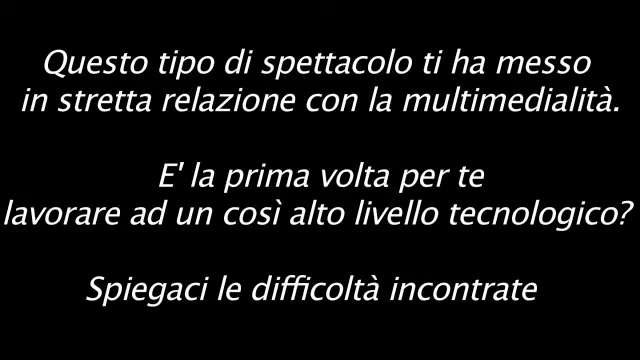 Questo tipo di spettacolo ti ha messo
in stretta relazione con la multimedialità.
E' la prima volta per te
lavorare ad un così alto livello tecnologico?
Spiegaci le difficoltà incontrate